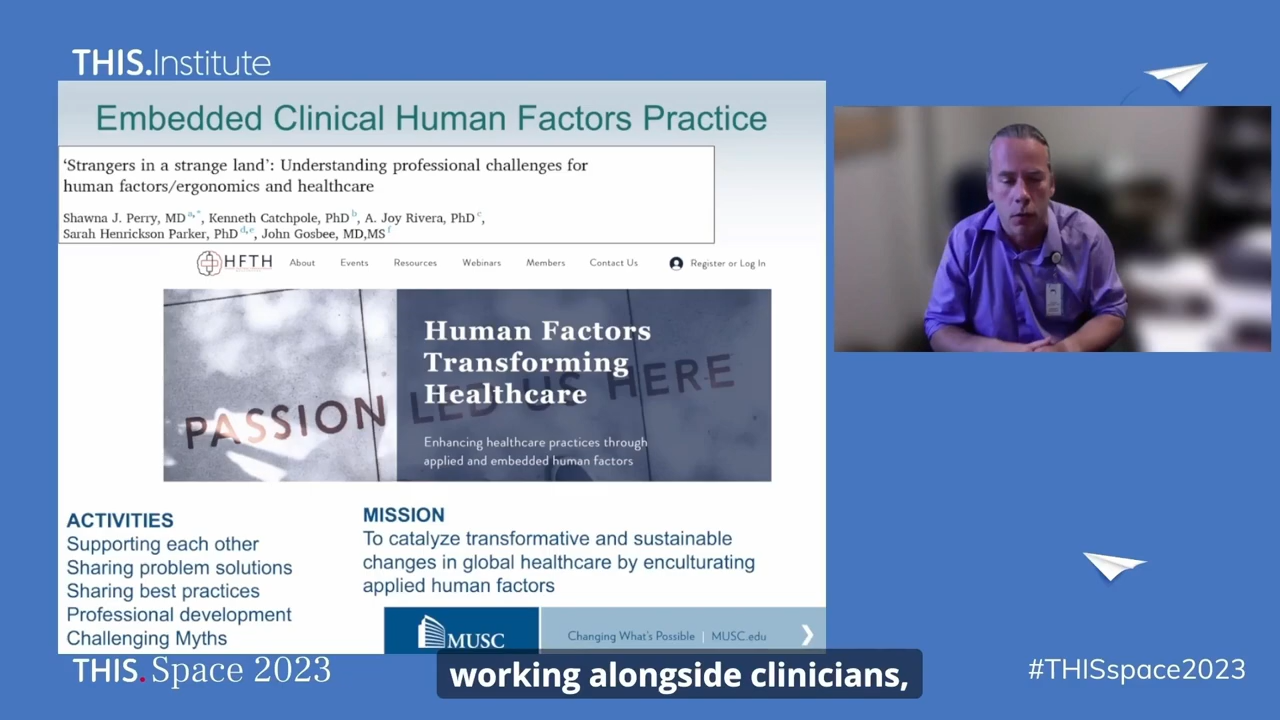 THIS.Institute
Embedded Clinical Human Factors Practice
‘Strangers in a strange land’: Understanding professional challenges for
human factors/ergonomics and healthcare
Shawna J. Perry, MD a,*, Kenneth Catchpole, PhD b, A. Joy Rivera, PhD c,
Sarah Henrickson Parker, PhD d,e, John Gosbee, MD,MS f
HFTH About Events Resources Webinars Members Contact Us Register or Log In
Human Factors
Transforming
Healthcare
PASSION LED US HERE
Enhancing healthcare practices through
applied and embedded human factors
ACTIVITIES
Supporting each other
Sharing problem solutions
Sharing best practices
Professional development
Challenging Myths
MISSION
To catalyze transformative and sustainable
changes in global healthcare by enculturating
applied human factors
MUSC
Changing What's Possible | MUSC.edu
THIS. Space 2023
working alongside clinicians,
#THISspace2023